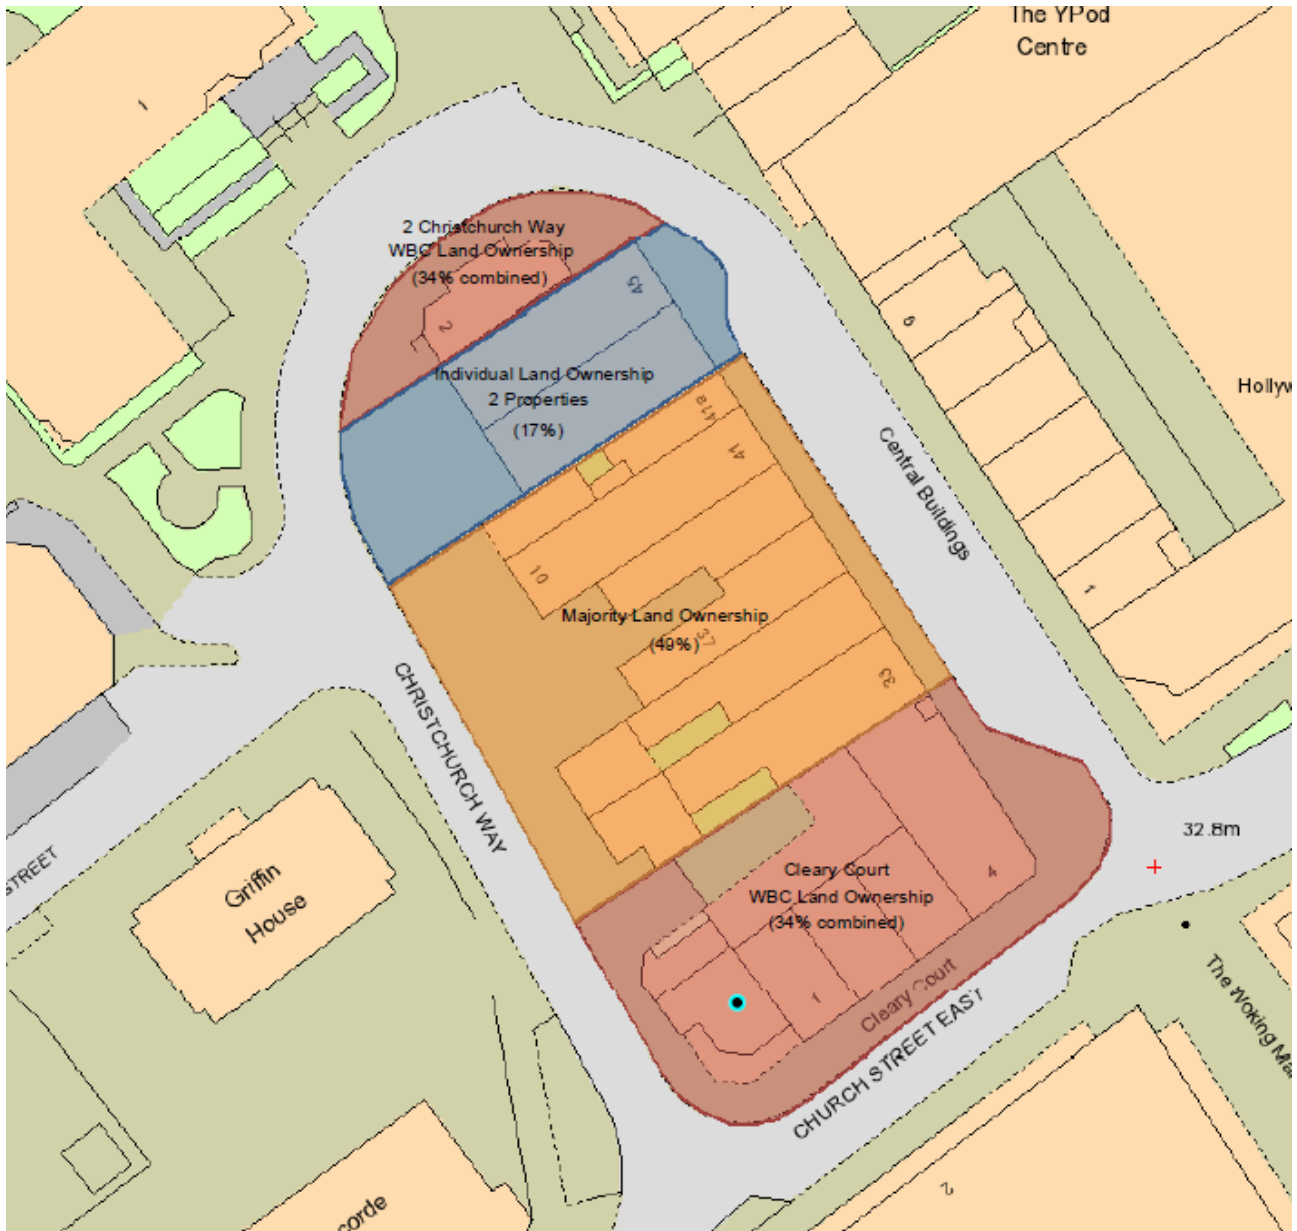 The YPod
Centre
1
2 Christchurch Way
WBC Land Ownership
(34% combined)
45
2
6
Individual Land Ownership
2 Properties
(17%)
Hollyw
41a
41
Central Buildings
10
1
Majority Land Ownership
37
(49%)
33
CHRISTCHURCH WAY
32.8m
STREET
Griffin
House
Cleary Court
4
WBC Land Ownership
(34% combined)
1
Cleary Court
CHURCH STREET EAST
The Woking Ma
2
corde